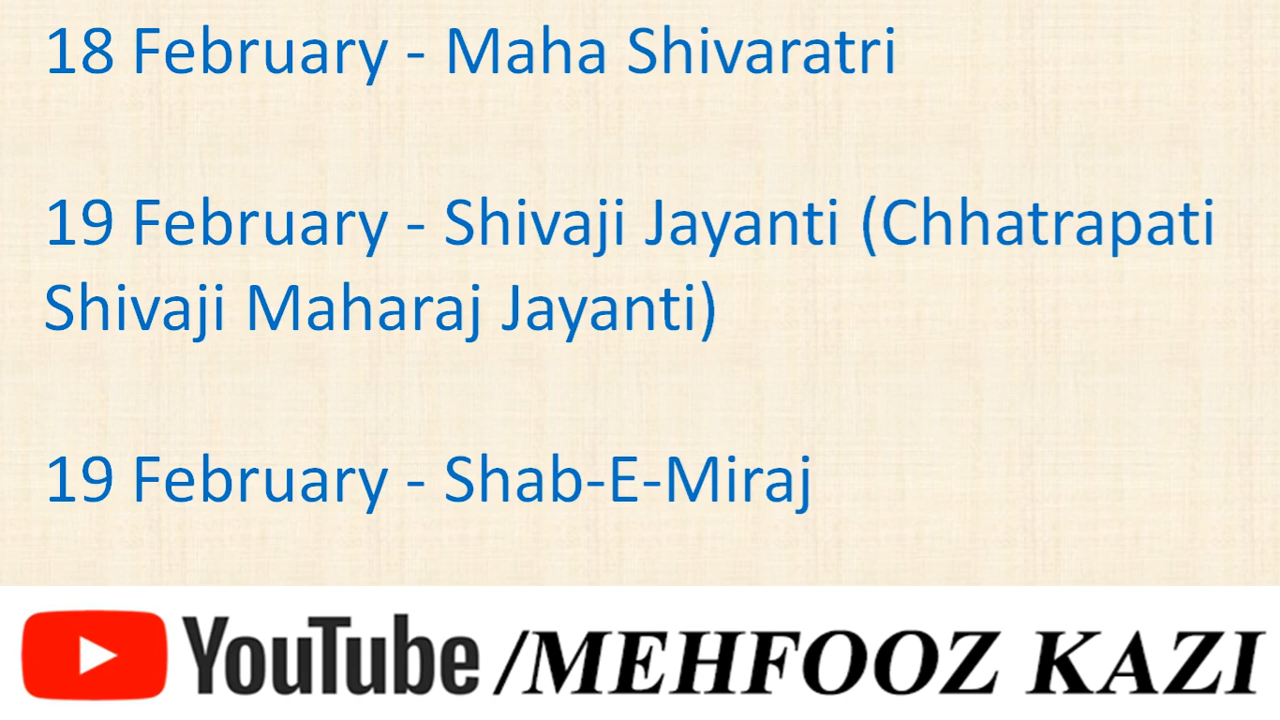 18 February - Maha Shivaratri
19 February - Shivaji Jayanti (Chhatrapati
Shivaji Maharaj Jayanti)
19 February - Shab-E-Miraj
YouTube /MEHFOOZ KAZI